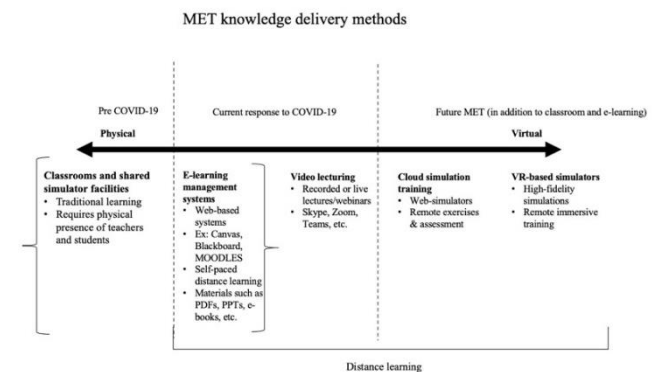 MET knowledge delivery methods
Pre COVID-19
Current response to COVID-19
Future MET (in addition to classroom and e-learning)
Physical
Virtual
Classrooms and shared
simulator facilities
• Traditional learning
• Requires physical
presence of teachers
and students
E-learning
management
systems
• Web-based
systems
• Ex: Canvas,
Blackboard,
MOODLES
• Self-paced
distance learning
• Materials such as
PDFs, PPTs, e-
books, etc.
Video lecturing
• Recorded or live
lectures/webinars
• Skype, Zoom,
Teams, etc.
Cloud simulation
training
• Web-simulators
• Remote exercises
& assessment
VR-based simulators
• High-fidelity
simulations
• Remote immersive
training
Distance learning